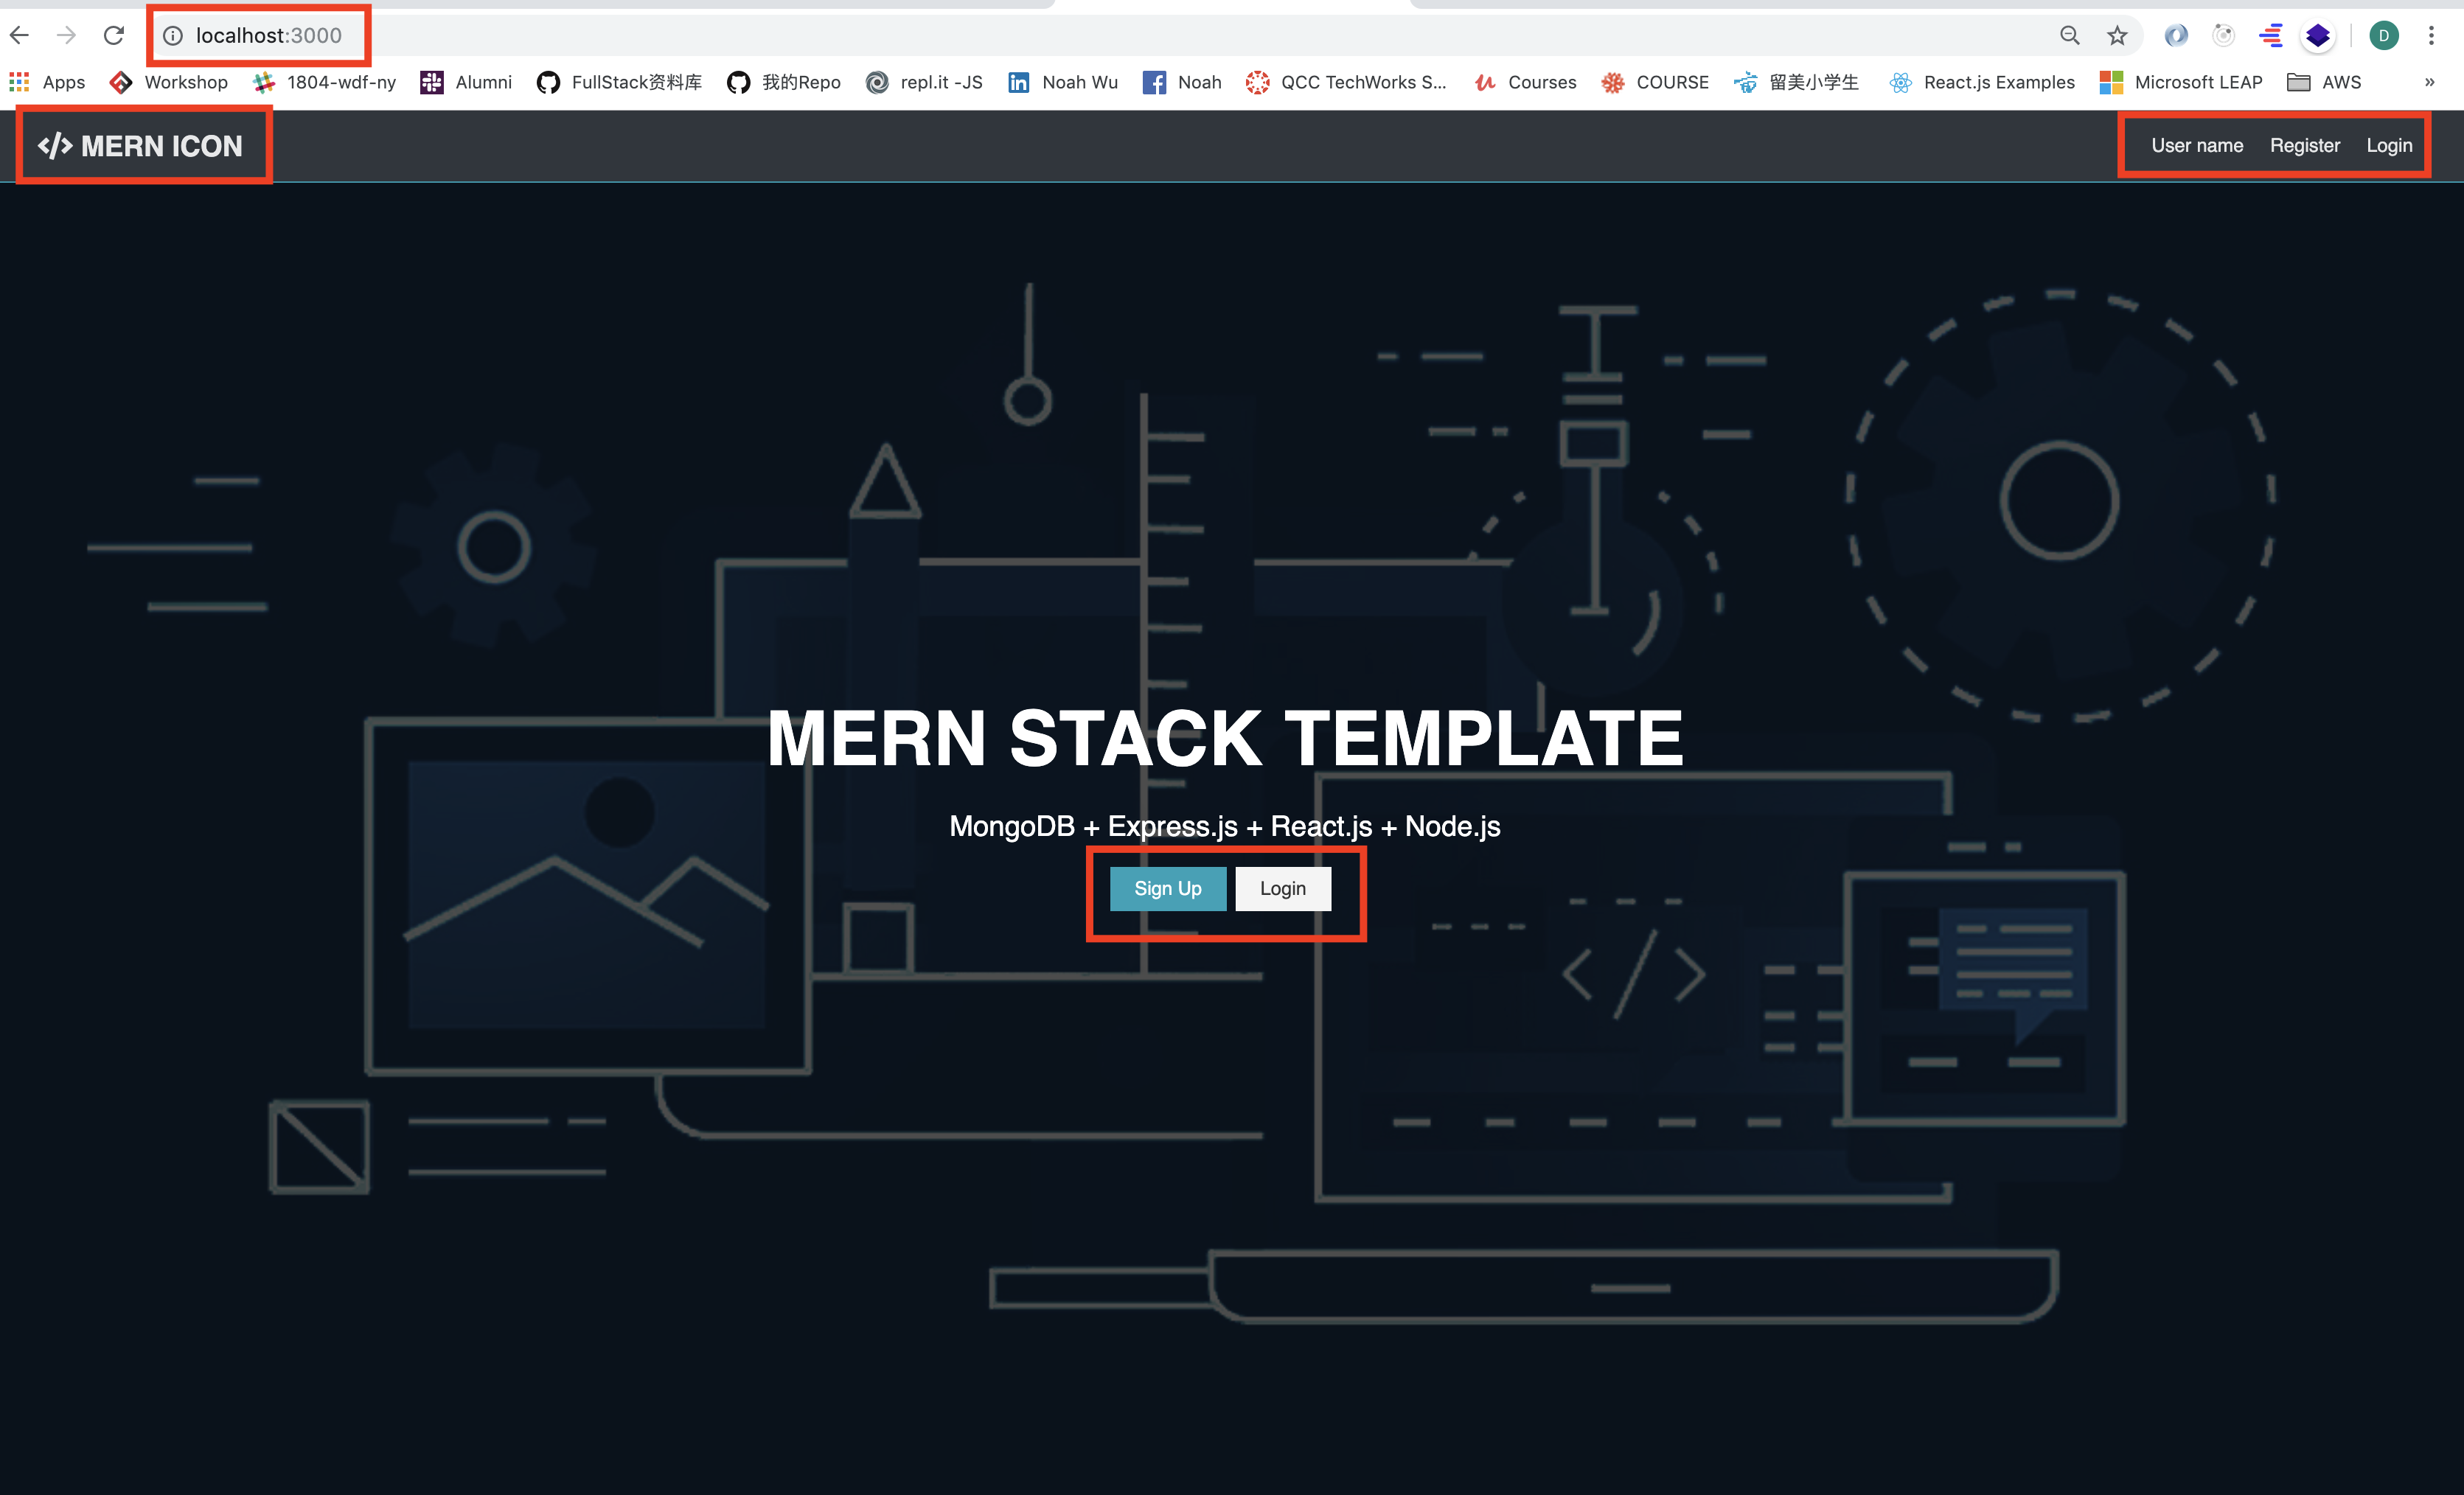 localhost:3000
D
Apps Workshop 1804-wdf-ny Alumni FullStack资料库 我的Repo repl.it -JS Noah Wu Noah QCC TechWorks S... Courses COURSE 留美小学生 React.js Examples Microsoft LEAP AWS »
</> MERN ICON User name Register Login
MERN STACK TEMPLATE
MongoDB + Express.js + React.js + Node.js
Sign Up Login
</>